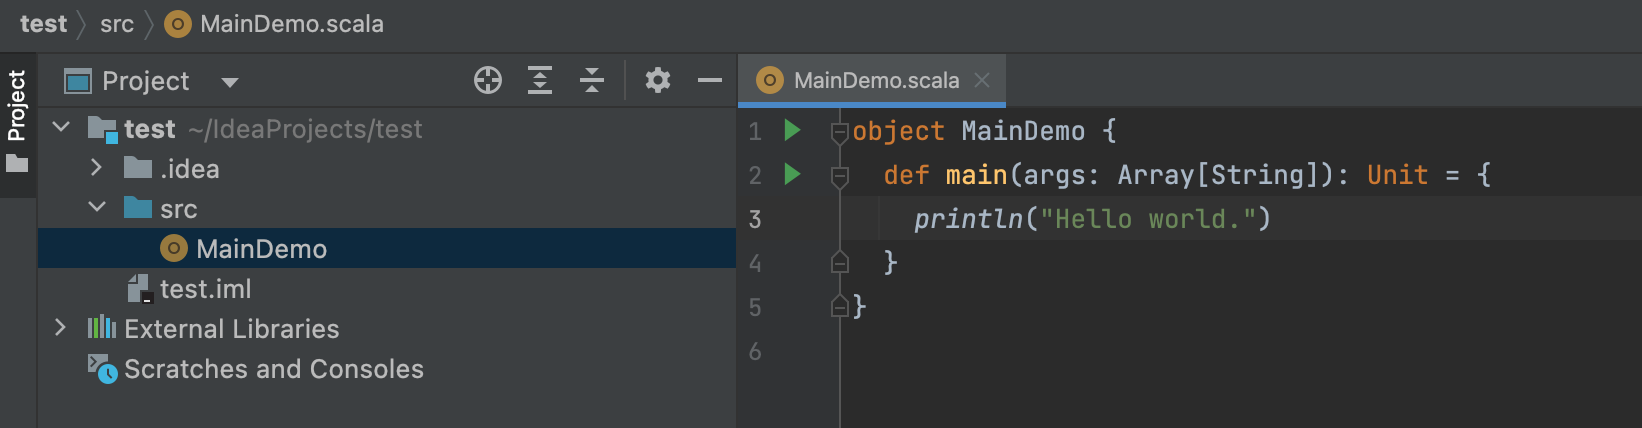 test src MainDemo.scala
Project
Project
MainDemo.scala
test ~/IdeaProjects/test
.idea
src
MainDemo
test.iml
External Libraries
Scratches and Consoles
1 object MainDemo {
2 def main(args: Array[String]): Unit = {
3 println("Hello world.")
4 }
5 }
6